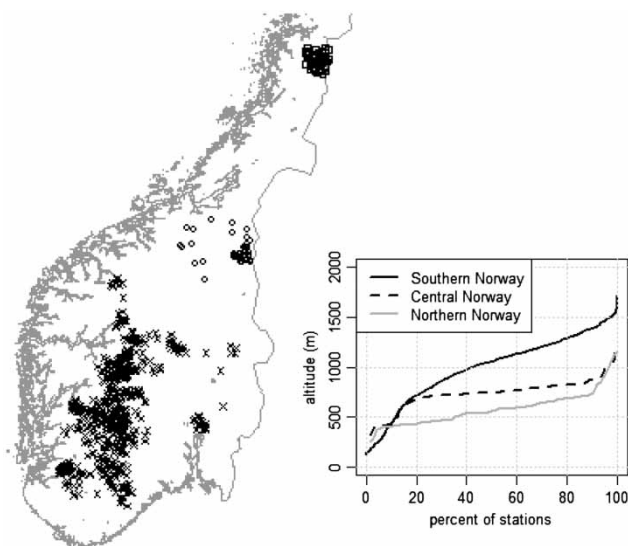 Southern Norway
Central Norway
Northern Norway
altitude (m)
2000
1500
1000
500
0
0 20 40 60 80 100
percent of stations